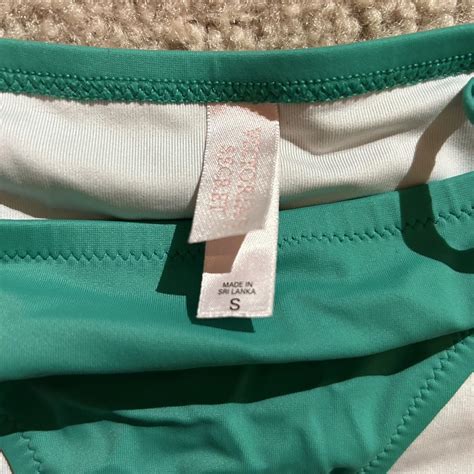 VICTORIA'S
SECRET
MADE IN
SRI LANKA
S